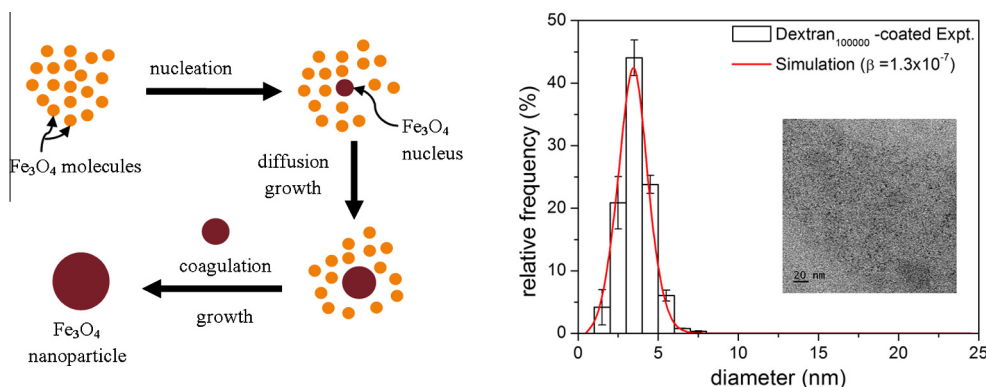 nucleation
Fe₃O₄ molecules
Fe₃O₄
nucleus
diffusion
growth
coagulation
growth
Fe₃O₄
nanoparticle
Dextran₁₀₀₀₀₀ -coated Expt.
Simulation (β =1.3x10⁻⁷)
relative frequency (%)
50
40
30
20
10
0
20 nm
0 5 10 15 20 25
diameter (nm)